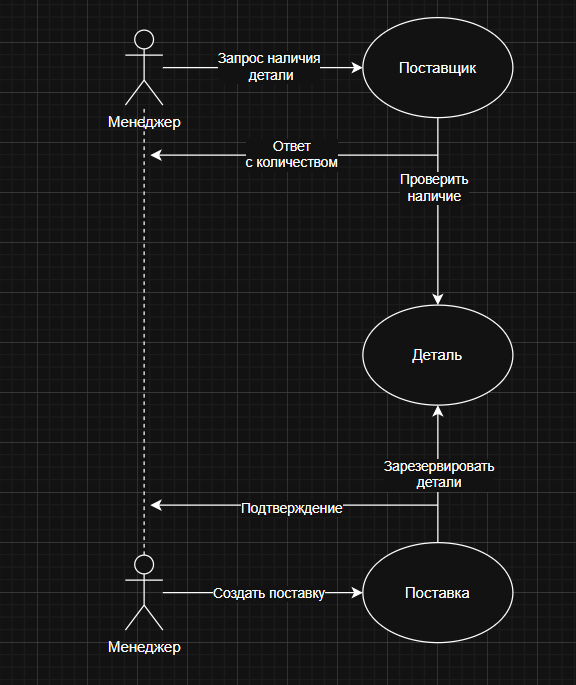 Запрос наличия
детали
Поставщик
Менеджер
Ответ
с количеством
Проверить
наличие
Деталь
Зарезервировать
детали
Подтверждение
Создать поставку
Поставка
Менеджер